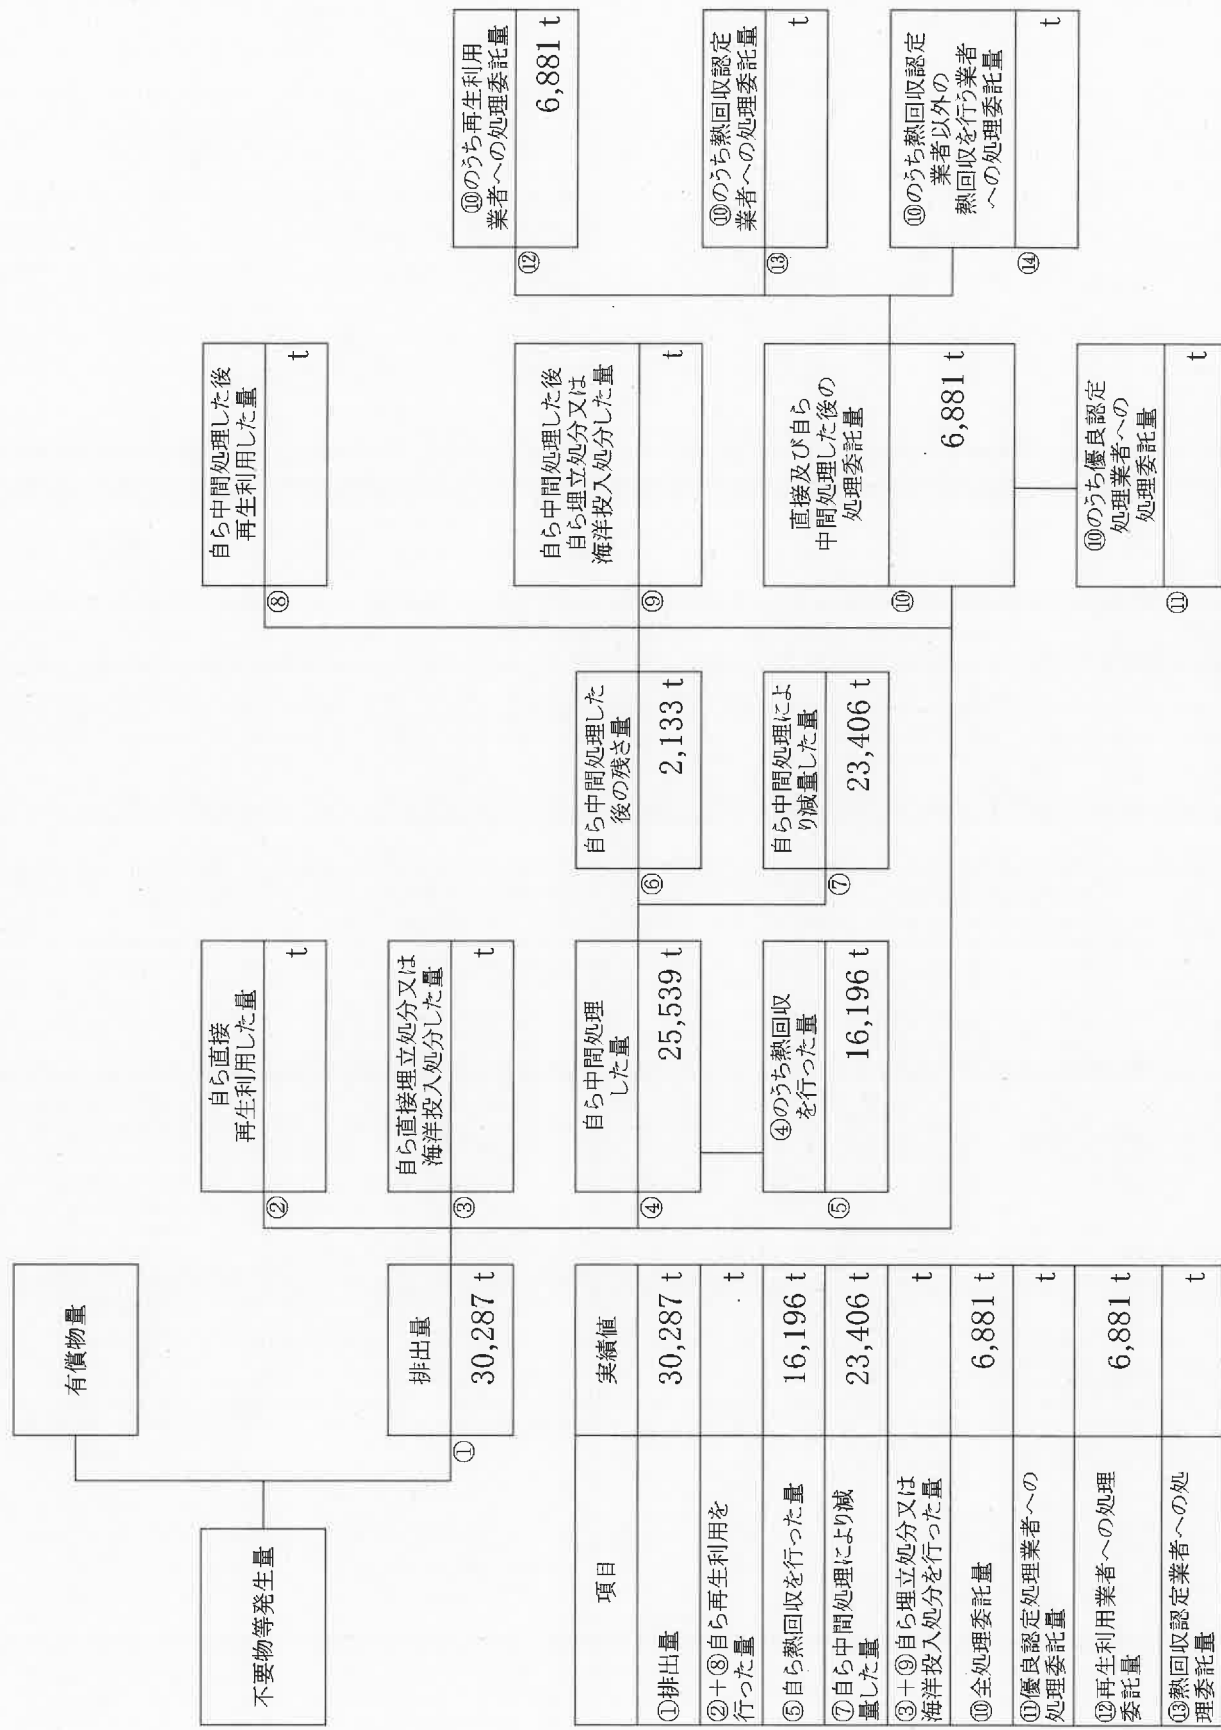 不要物等発生量
有償物量
①
排出量
30,287 t
②
自ら直接
再生利用した量
t
③
自ら直接埋立処分又は
海洋投入処分した量
t
④
自ら中間処理
した量
25,539 t
⑤
④のうち熱回収
を行った量
16,196 t
⑥
自ら中間処理した
後の残さ量
2,133 t
⑦
自ら中間処理によ
り減量した量
23,406 t
⑧
自ら中間処理した後
再生利用した量
t
⑨
自ら中間処理した後
自ら埋立処分又は
海洋投入処分した量
t
⑩
直接及び自ら
中間処理した後の
処理委託量
6,881 t
⑪
⑩のうち優良認定
処理業者への
処理委託量
t
⑫
⑩のうち再生利用
業者への処理委託量
6,881 t
⑬
⑩のうち熱回収認定
業者への処理委託量
t
⑭
⑩のうち熱回収認定
業者以外の
熱回収を行う業者
への処理委託量
t
項目 実績値
①排出量 30,287 t
②+⑧自ら再生利用を
行った量 t
⑤自ら熱回収を行った量 16,196 t
⑦自ら中間処理により減
量した量 23,406 t
③+⑨自ら埋立処分又は
海洋投入処分を行った量 t
⑩全処理委託量 6,881 t
⑪優良認定処理業者への
処理委託量 t
⑫再生利用業者への処理
委託量 6,881 t
⑬熱回収認定業者への処
理委託量 t